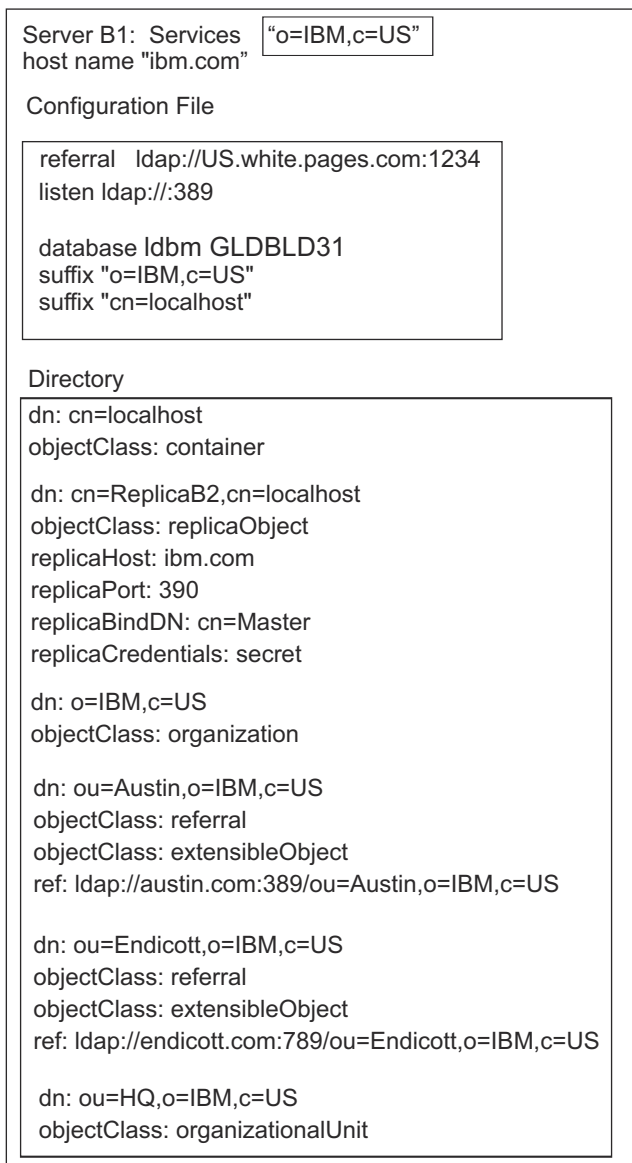 Server B1:  Services “o=IBM,c=US”
host name "ibm.com”
Configuration File
referral ldap://US.white.pages.com:1234
listen ldap://:389
database ldbm GLDBLD31
suffix "o=IBM,c=US"
suffix "cn=localhost"
Directory
dn: cn=localhost
objectClass: container
dn: cn=ReplicaB2,cn=localhost
objectClass: replicaObject
replicaHost: ibm.com
replicaPort: 390
replicaBindDN: cn=Master
replicaCredentials: secret
dn: o=IBM,c=US
objectClass: organization
dn: ou=Austin,o=IBM,c=US
objectClass: referral
objectClass: extensibleObject
ref: ldap://austin.com:389/ou=Austin,o=IBM,c=US
dn: ou=Endicott,o=IBM,c=US
objectClass: referral
objectClass: extensibleObject
ref: ldap://endicott.com:789/ou=Endicott,o=IBM,c=US
dn: ou=HQ,o=IBM,c=US
objectClass: organizationalUnit